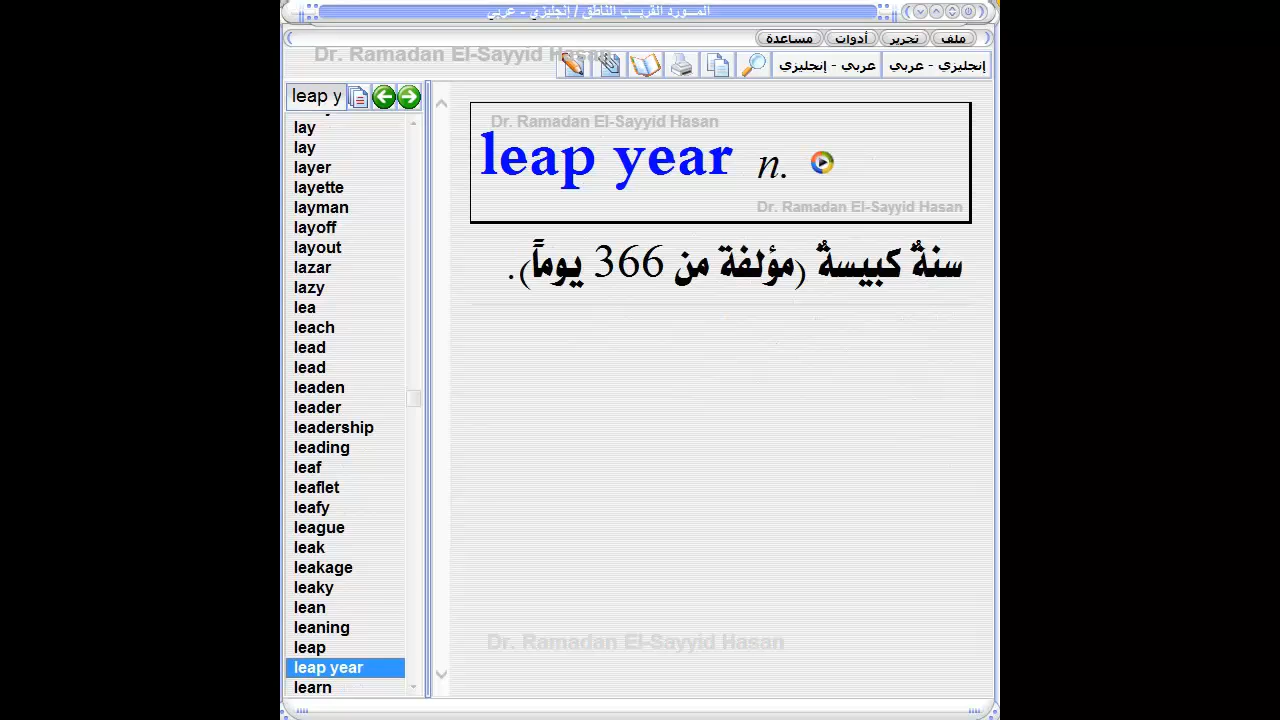 المــورد القريــب الناطق / إنجليزي - عربي
ملف تحرير أدوات مساعدة
Dr. Ramadan El-Sayyid Hasan
إنجليزي - عربي عربي - إنجليزي
leap y
lay
lay
layer
layette
layman
layoff
layout
lazar
lazy
lea
leach
lead
lead
leaden
leader
leadership
leading
leaf
leaflet
leafy
league
leak
leakage
leaky
lean
leaning
leap
leap year
learn
Dr. Ramadan El-Sayyid Hasan
leap year n.
Dr. Ramadan El-Sayyid Hasan
سنةٌ كبيسةٌ (مؤلفة من 366 يوماً).
Dr. Ramadan El-Sayyid Hasan